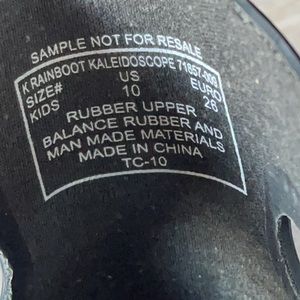 SAMPLE NOT FOR RESALE
K RAINBOOT KALEIDOSCOPE 71857-009
SIZE# US EURO
KIDS 10 26
RUBBER UPPER
BALANCE RUBBER AND
MAN MADE MATERIALS
MADE IN CHINA
TC-10